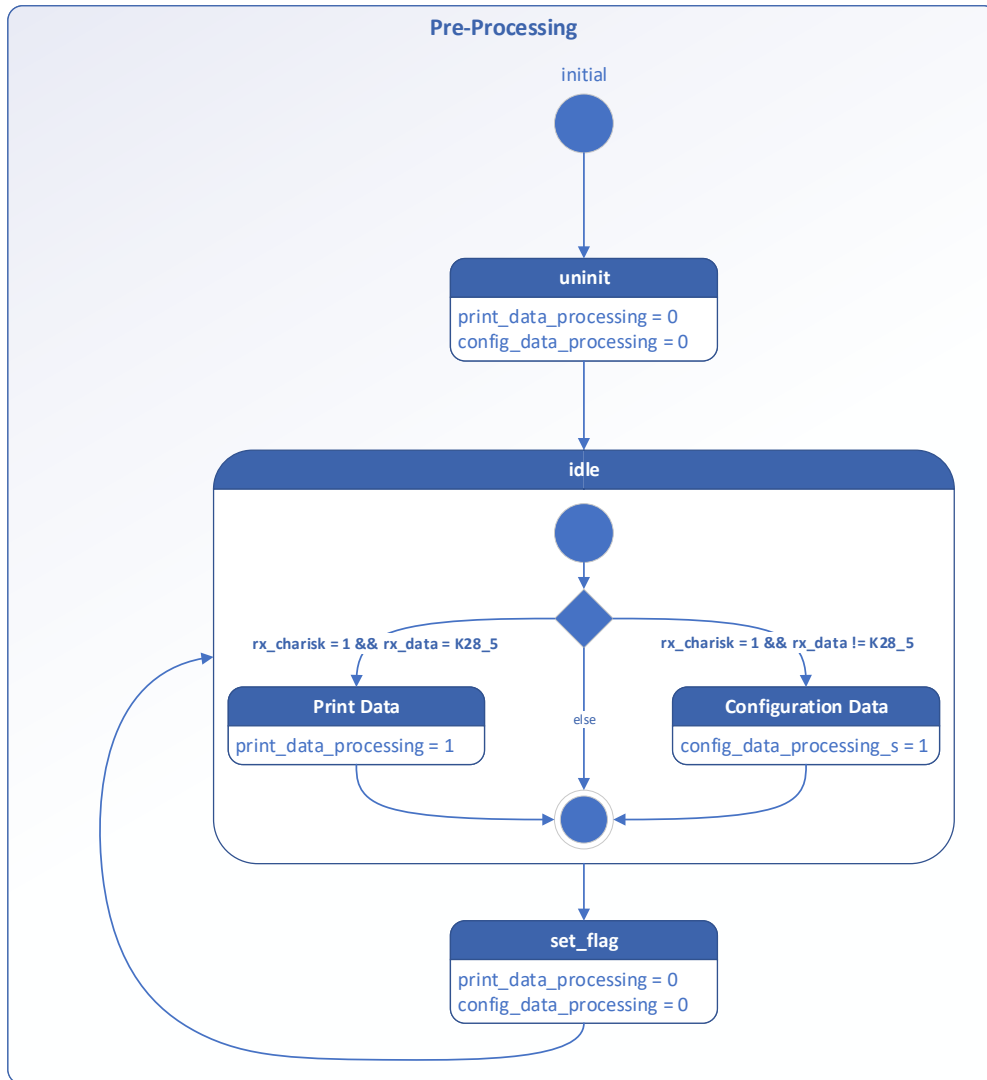 Pre-Processing
initial
uninit
print_data_processing = 0
config_data_processing = 0
idle
rx_charisk = 1 && rx_data = K28_5
rx_charisk = 1 && rx_data != K28_5
Print Data
print_data_processing = 1
else
Configuration Data
config_data_processing_s = 1
set_flag
print_data_processing = 0
config_data_processing = 0